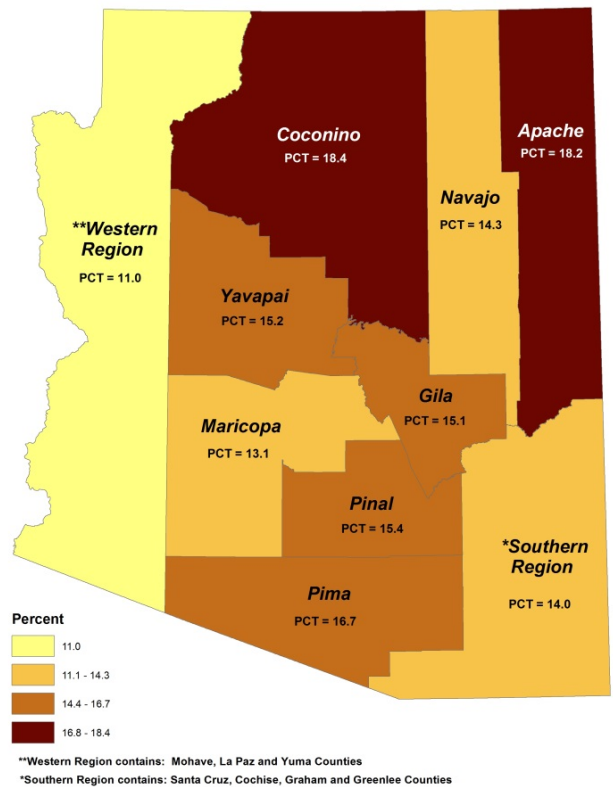 Coconino
PCT = 18.4
Apache
PCT = 18.2
Navajo
PCT = 14.3
**Western
Region
PCT = 11.0
Yavapai
PCT = 15.2
Gila
PCT = 15.1
Maricopa
PCT = 13.1
Pinal
PCT = 15.4
*Southern
Region
PCT = 14.0
Pima
PCT = 16.7
Percent
11.0
11.1 - 14.3
14.4 - 16.7
16.8 - 18.4
**Western Region contains: Mohave, La Paz and Yuma Counties
*Southern Region contains: Santa Cruz, Cochise, Graham and Greenlee Counties